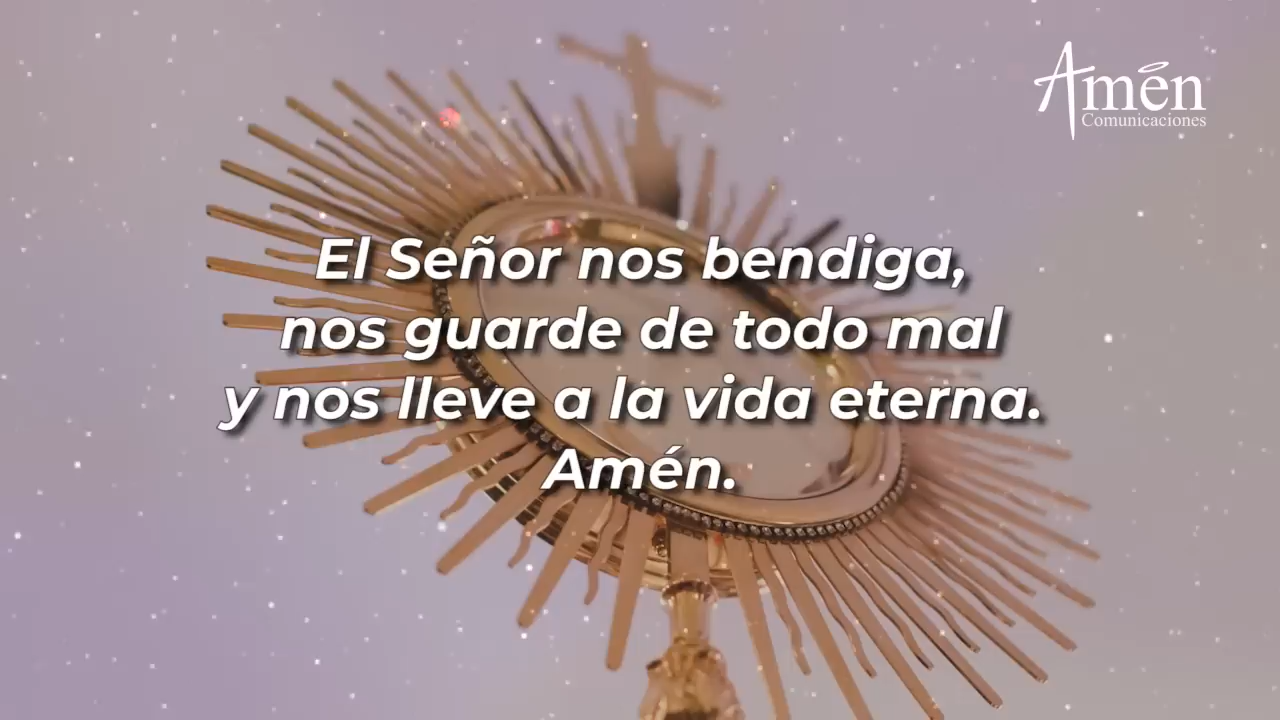 Amén
Comunicaciones
El Señor nos bendiga,
nos guarde de todo mal
y nos lleve a la vida eterna.
Amén.